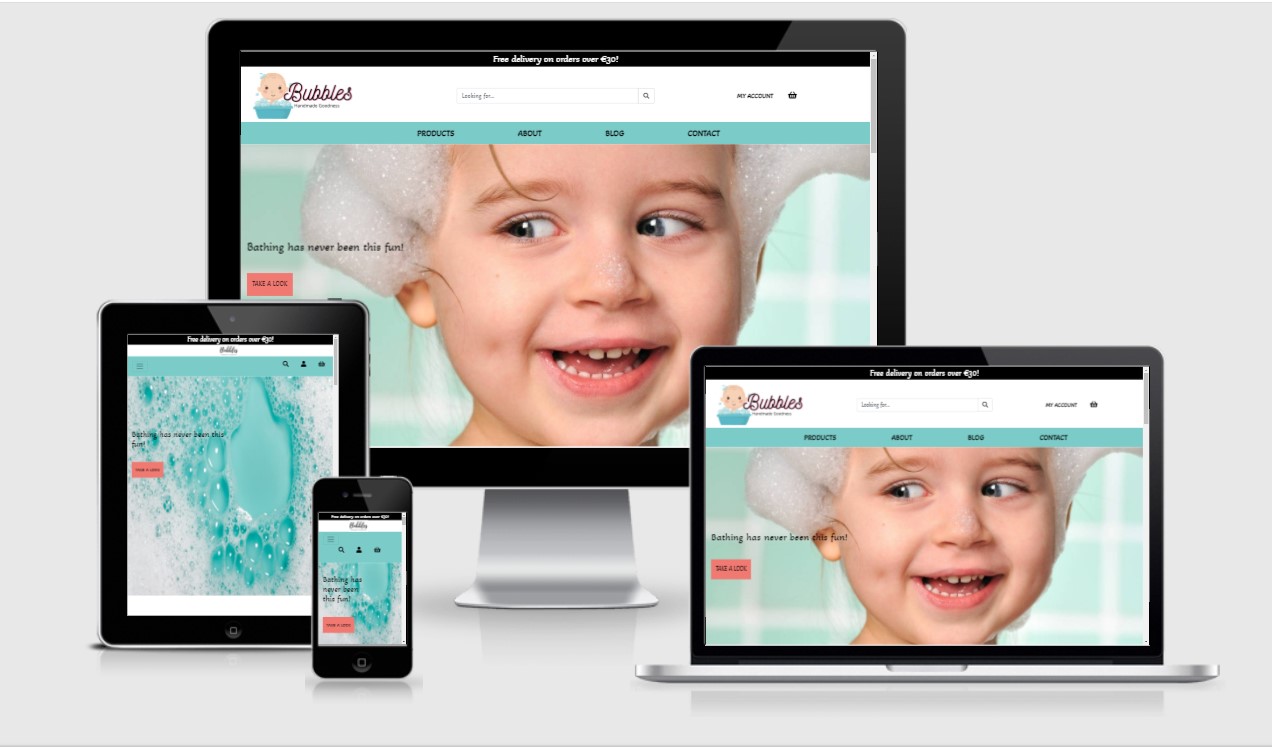 Free delivery on orders over €30!
Bubbles
Handmade Goodness
Looking for...
MY ACCOUNT
PRODUCTS
ABOUT
BLOG
CONTACT
Bathing has never been this fun!
TAKE A LOOK
Free delivery on orders over €30!
Bubbles
Bathing has never been this
fun!
TAKE A LOOK
Free delivery on orders over €30!
Bubbles
Bathing has
never been
this fun!
TAKE A LOOK
Free delivery on orders over €30!
Bubbles
Handmade Goodness
Looking for...
MY ACCOUNT
PRODUCTS
ABOUT
BLOG
CONTACT
Bathing has never been this fun!
TAKE A LOOK